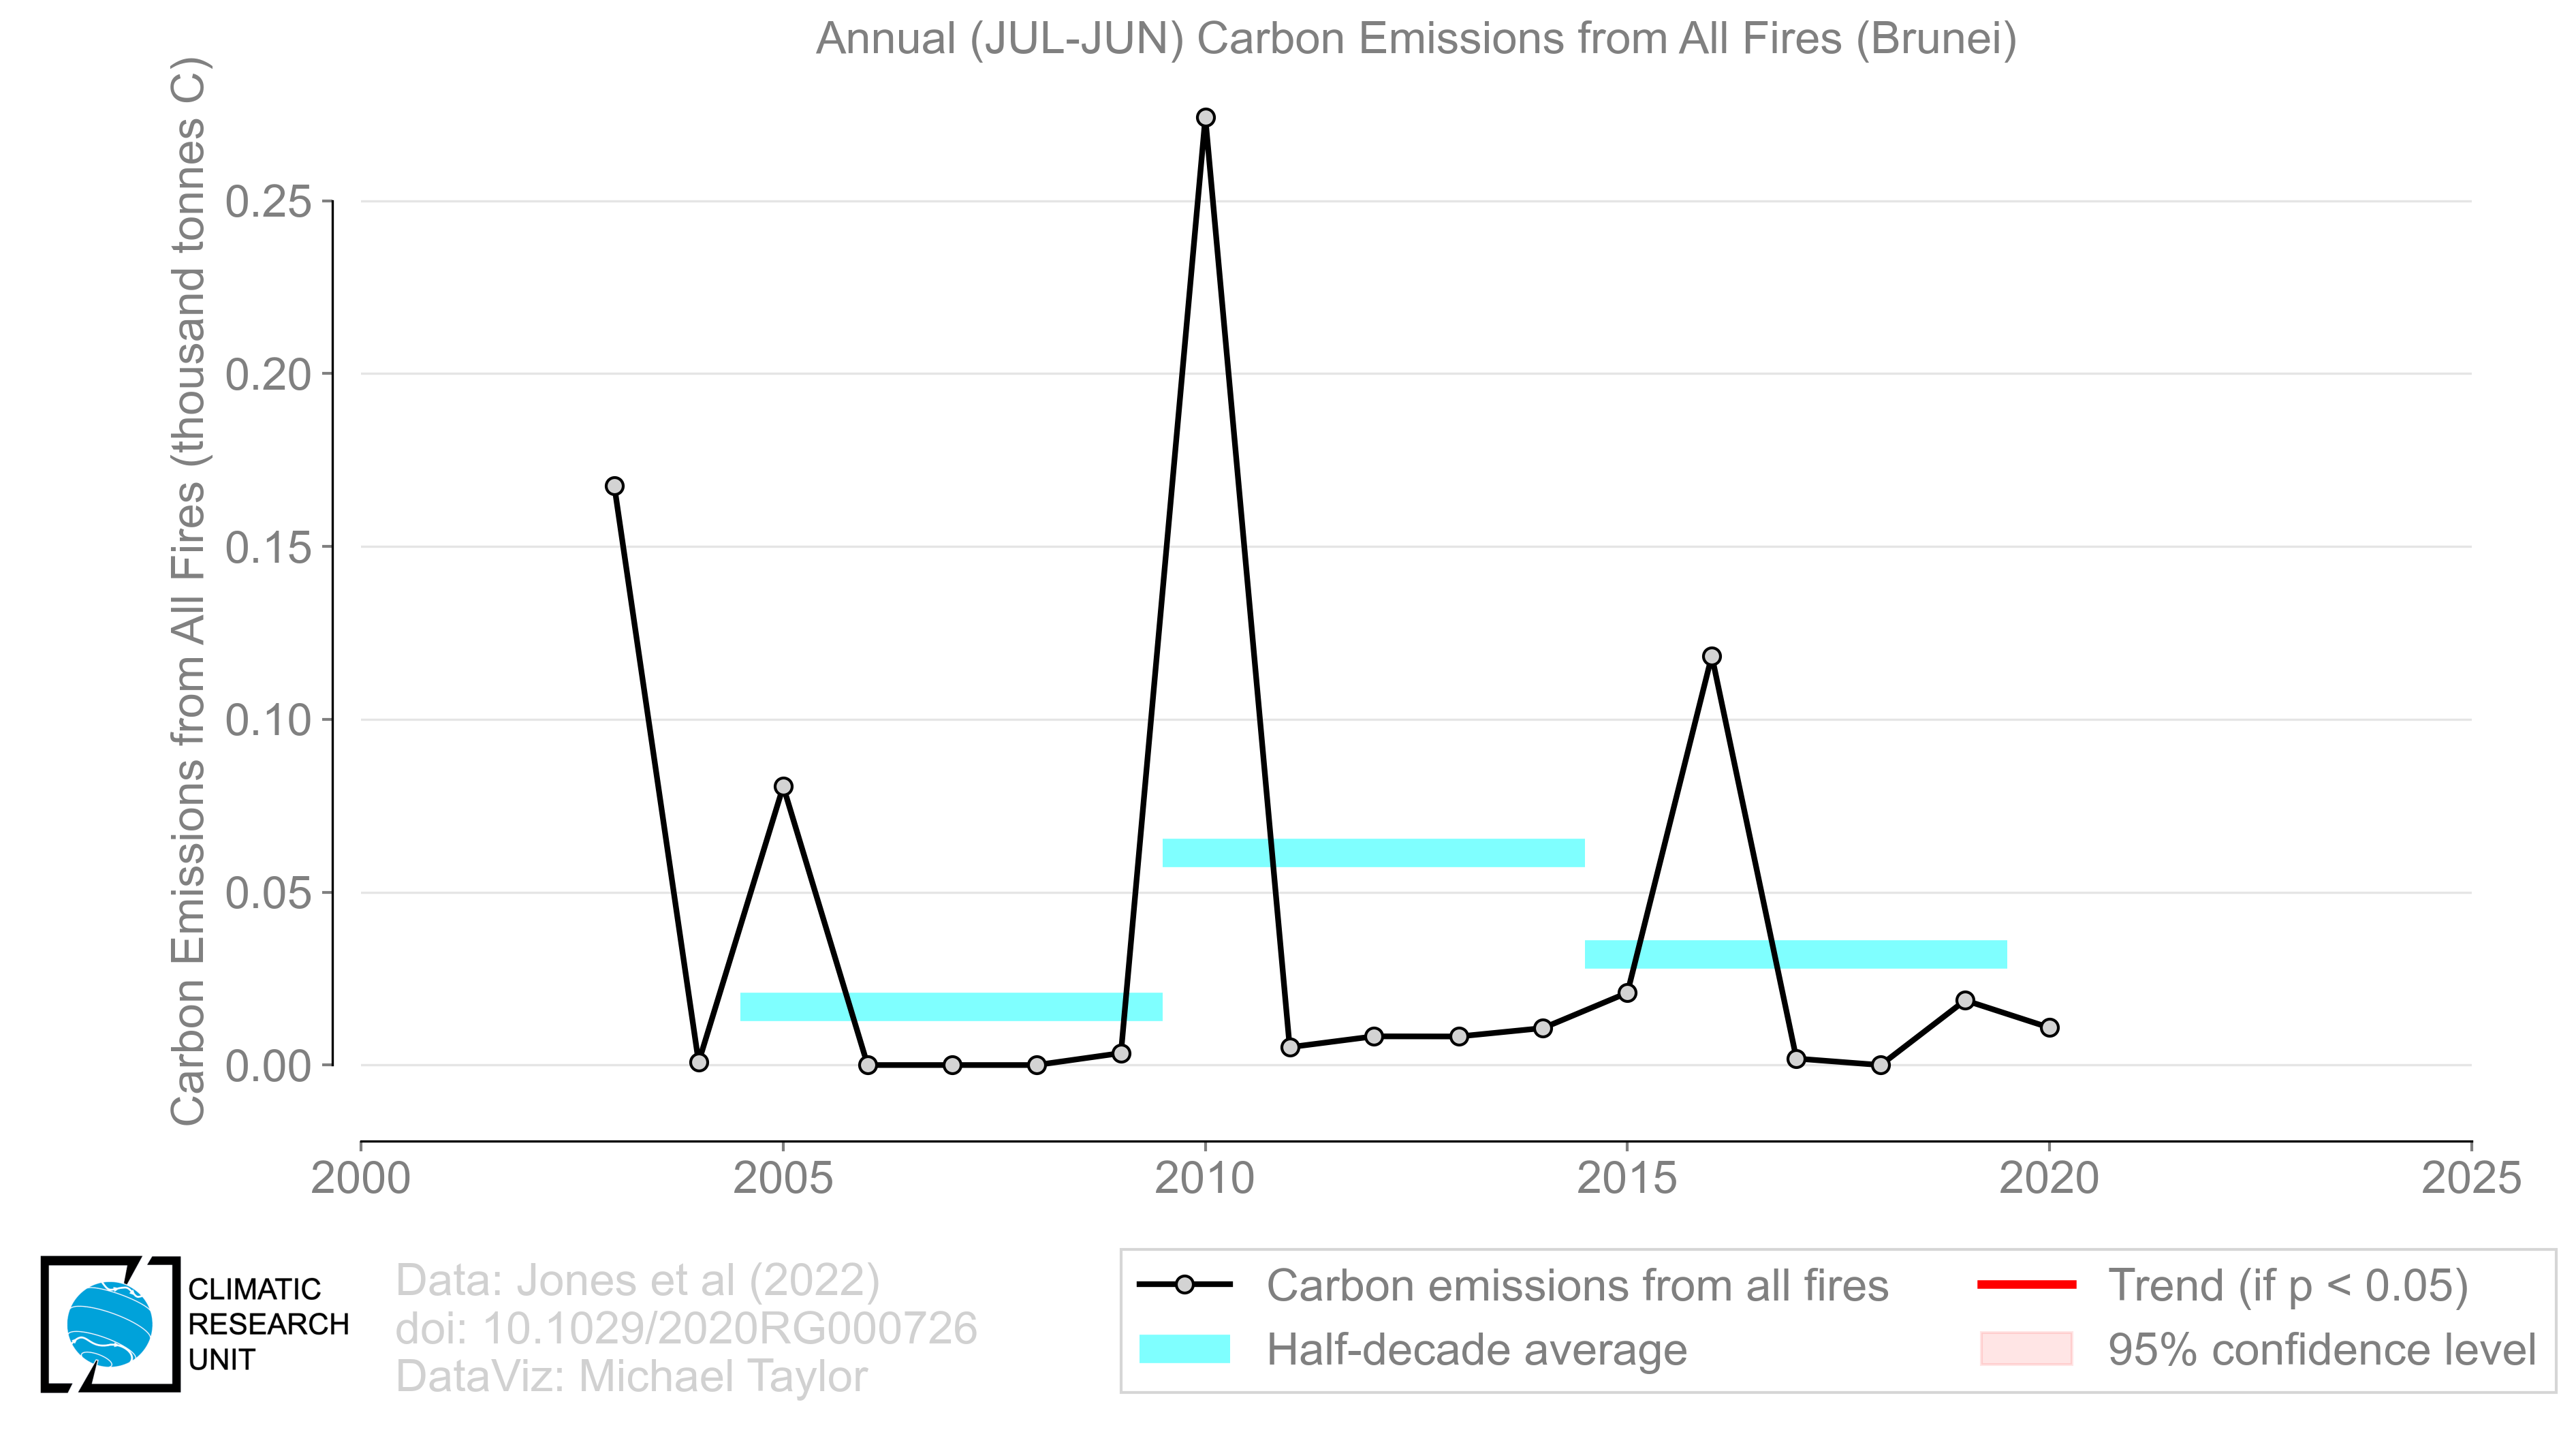 Annual (JUL-JUN) Carbon Emissions from All Fires (Brunei)
Carbon Emissions from All Fires (thousand tonnes C)
0.25
0.20
0.15
0.10
0.05
0.00
2000 2005 2010 2015 2020 2025
CLIMATIC
RESEARCH
UNIT
Data: Jones et al (2022)
doi: 10.1029/2020RG000726
DataViz: Michael Taylor
Carbon emissions from all fires
Half-decade average
Trend (if p < 0.05)
95% confidence level